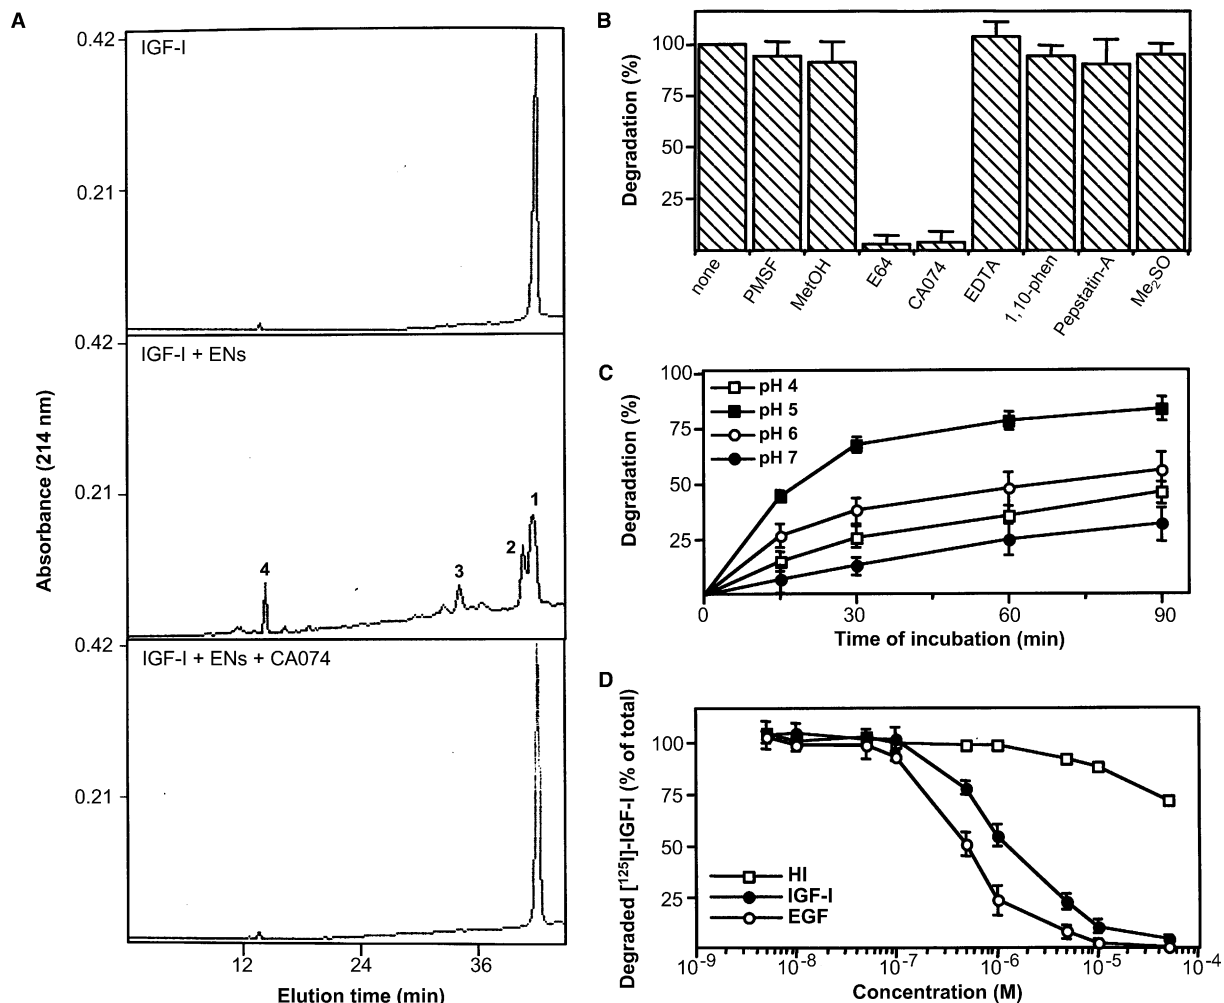 A
IGF-I
0.42
0.21
IGF-I + ENs
0.42
0.21
1
2
3
4
IGF-I + ENs + CA074
0.42
0.21
12 24 36
Elution time (min)
Absorbance (214 nm)
B
Degradation (%)
100
75
50
25
none
PMSF
MetOH
E64
CA074
EDTA
1,10-phen
Pepstatin-A
Me₂SO
C
Degradation (%)
100
75
50
25
pH 4
pH 5
pH 6
pH 7
0 30 60 90
Time of incubation (min)
D
Degraded [¹²⁵I]-IGF-I (% of total)
100
75
50
25
HI
IGF-I
EGF
10⁻⁹ 10⁻⁸ 10⁻⁷ 10⁻⁶ 10⁻⁵ 10⁻⁴
Concentration (M)